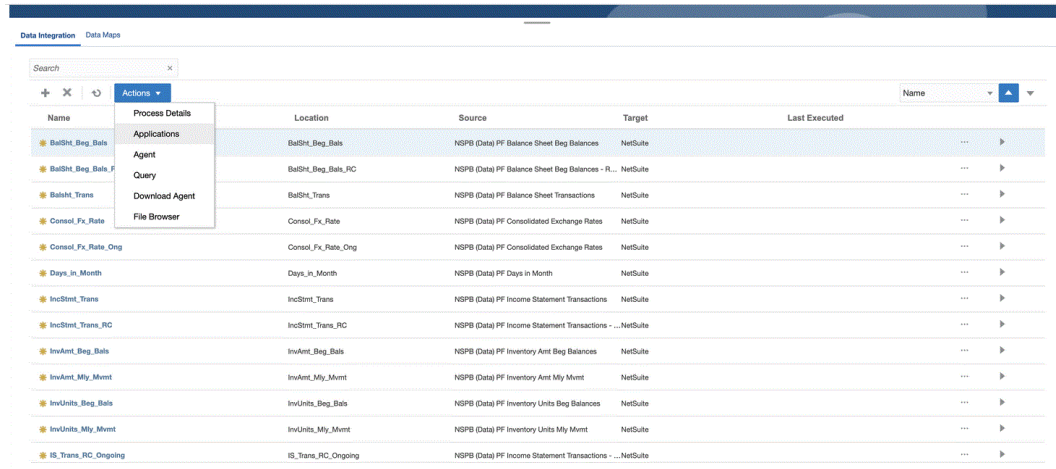 Data Integration Data Maps
Search ×
Actions Name
Process Details
Applications
Agent
Query
Download Agent
File Browser
Name Location Source Target Last Executed
BalSht_Beg_Bals BalSht_Beg_Bals NSPB (Data) PF Balance Sheet Beg Balances NetSuite ...
BalSht_Beg_Bals_R BalSht_Beg_Bals_RC NSPB (Data) PF Balance Sheet Beg Balances - R... NetSuite ...
Balsht_Trans BalSht_Trans NSPB (Data) PF Balance Sheet Transactions NetSuite ...
Consol_Fx_Rate Consol_Fx_Rate NSPB (Data) PF Consolidated Exchange Rates NetSuite ...
Consol_Fx_Rate_Ong Consol_Fx_Rate_Ong NSPB (Data) PF Consolidated Exchange Rates NetSuite ...
Days_in_Month Days_in_Month NSPB (Data) PF Days in Month NetSuite ...
IncStmt_Trans IncStmt_Trans NSPB (Data) PF Income Statement Transactions NetSuite ...
IncStmt_Trans_RC IncStmt_Trans_RC NSPB (Data) PF Income Statement Transactions - ... NetSuite ...
InvAmt_Beg_Bals InvAmt_Beg_Bals NSPB (Data) PF Inventory Amt Beg Balances NetSuite ...
InvAmt_Mly_Mvmt InvAmt_Mly_Mvmt NSPB (Data) PF Inventory Amt Mly Mvmt NetSuite ...
InvUnits_Beg_Bals InvUnits_Beg_Bals NSPB (Data) PF Inventory Units Beg Balances NetSuite ...
InvUnits_Mly_Mvmt InvUnits_Mly_Mvmt NSPB (Data) PF Inventory Units Mly Mvmt NetSuite ...
IS_Trans_RC_Ongoing IS_Trans_RC_Ongoing NSPB (Data) PF Income Statement Transactions - ... NetSuite ...